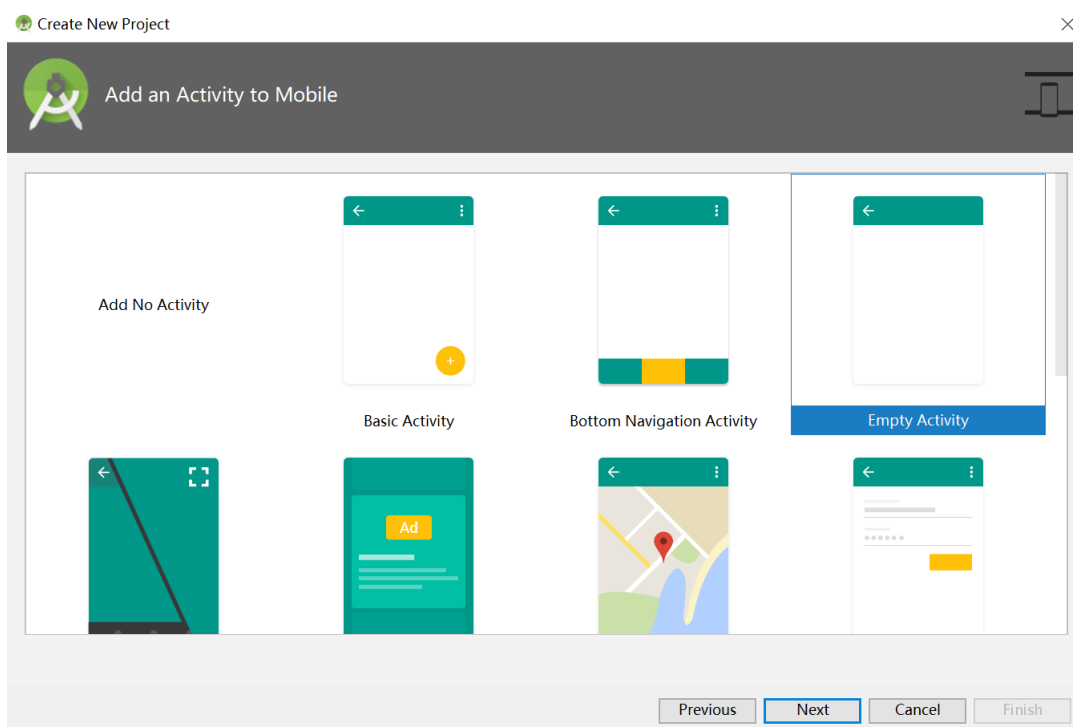 Create New Project
Add an Activity to Mobile
Add No Activity
Basic Activity
Bottom Navigation Activity
Empty Activity
Ad
Previous
Next
Cancel
Finish